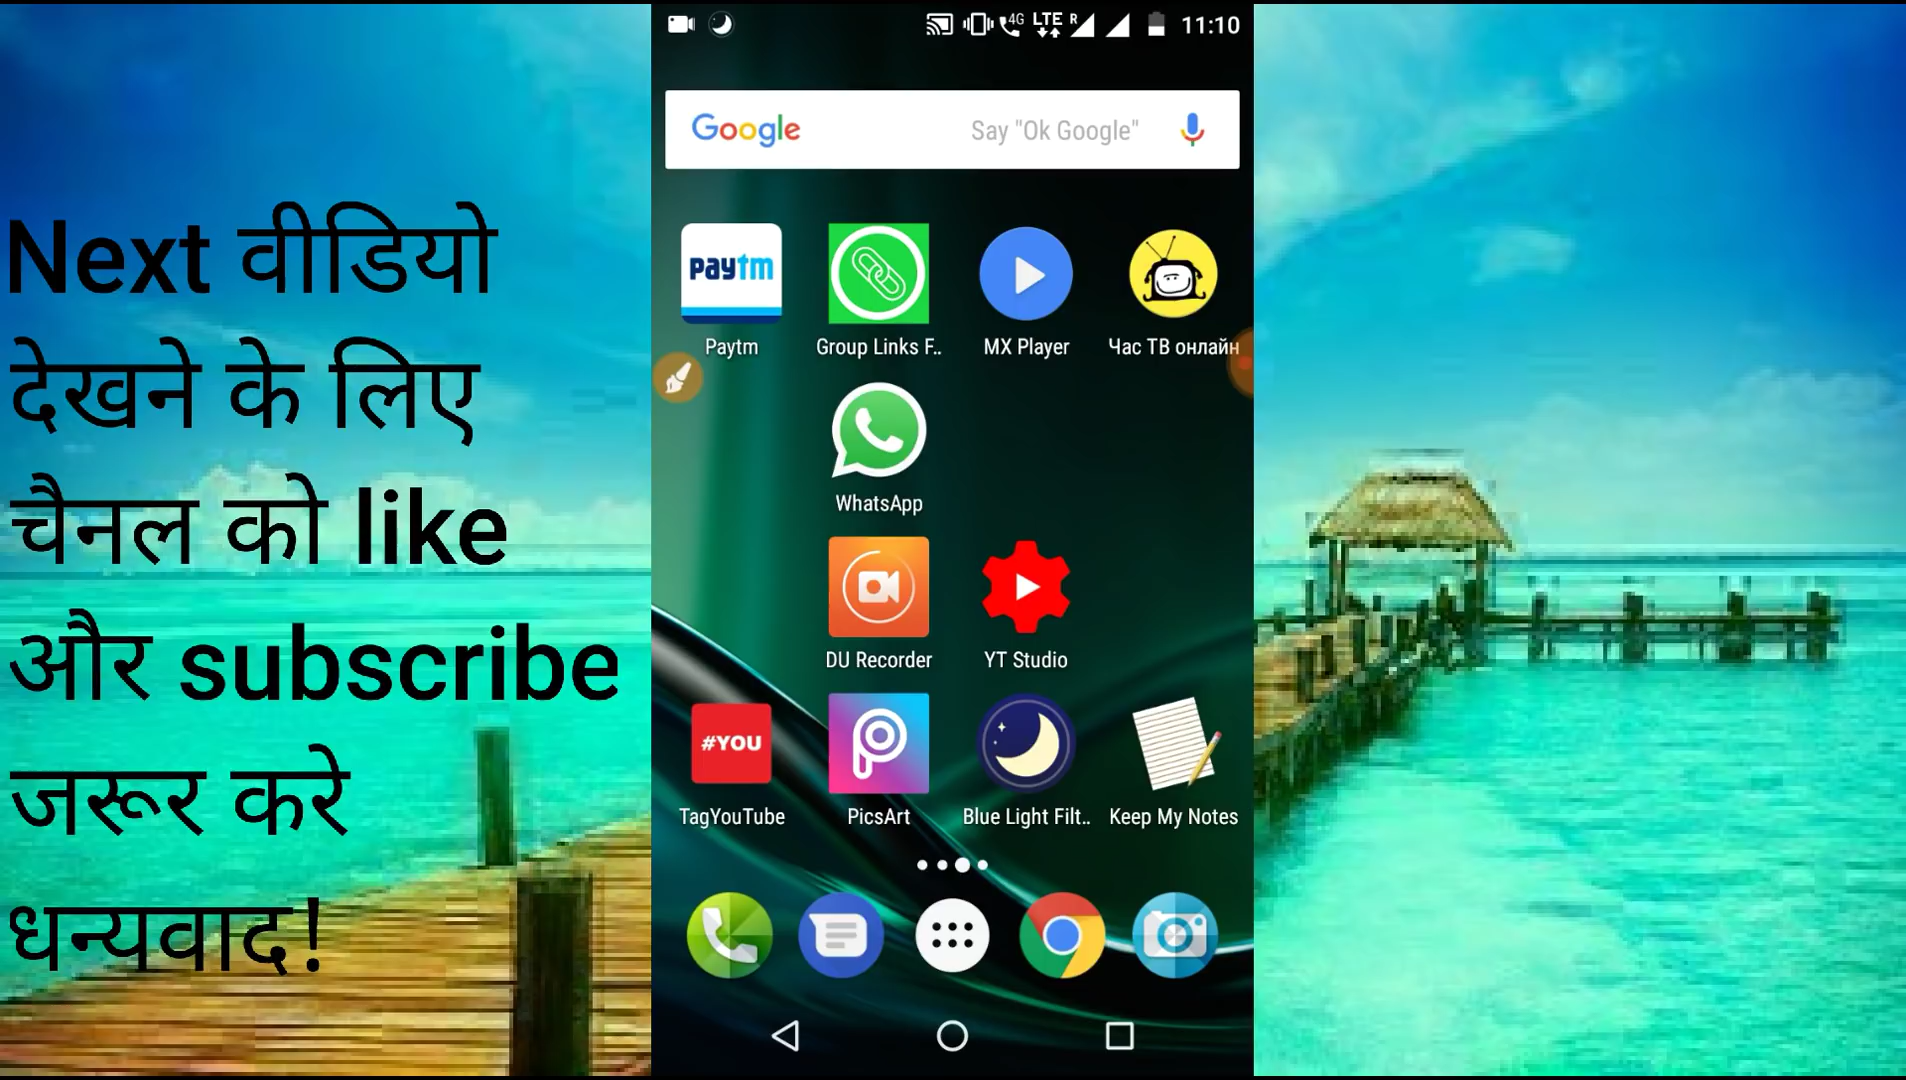 Next वीडियो
देखने के लिए
चैनल को like
और subscribe
जरूर करे
धन्यवाद!
4G LTE R 11:10
Google Say "Ok Google"
paytm
Paytm Group Links F.. MX Player Час ТВ онлайн
WhatsApp
DU Recorder YT Studio
#YOU
TagYouTube PicsArt Blue Light Filt.. Keep My Notes